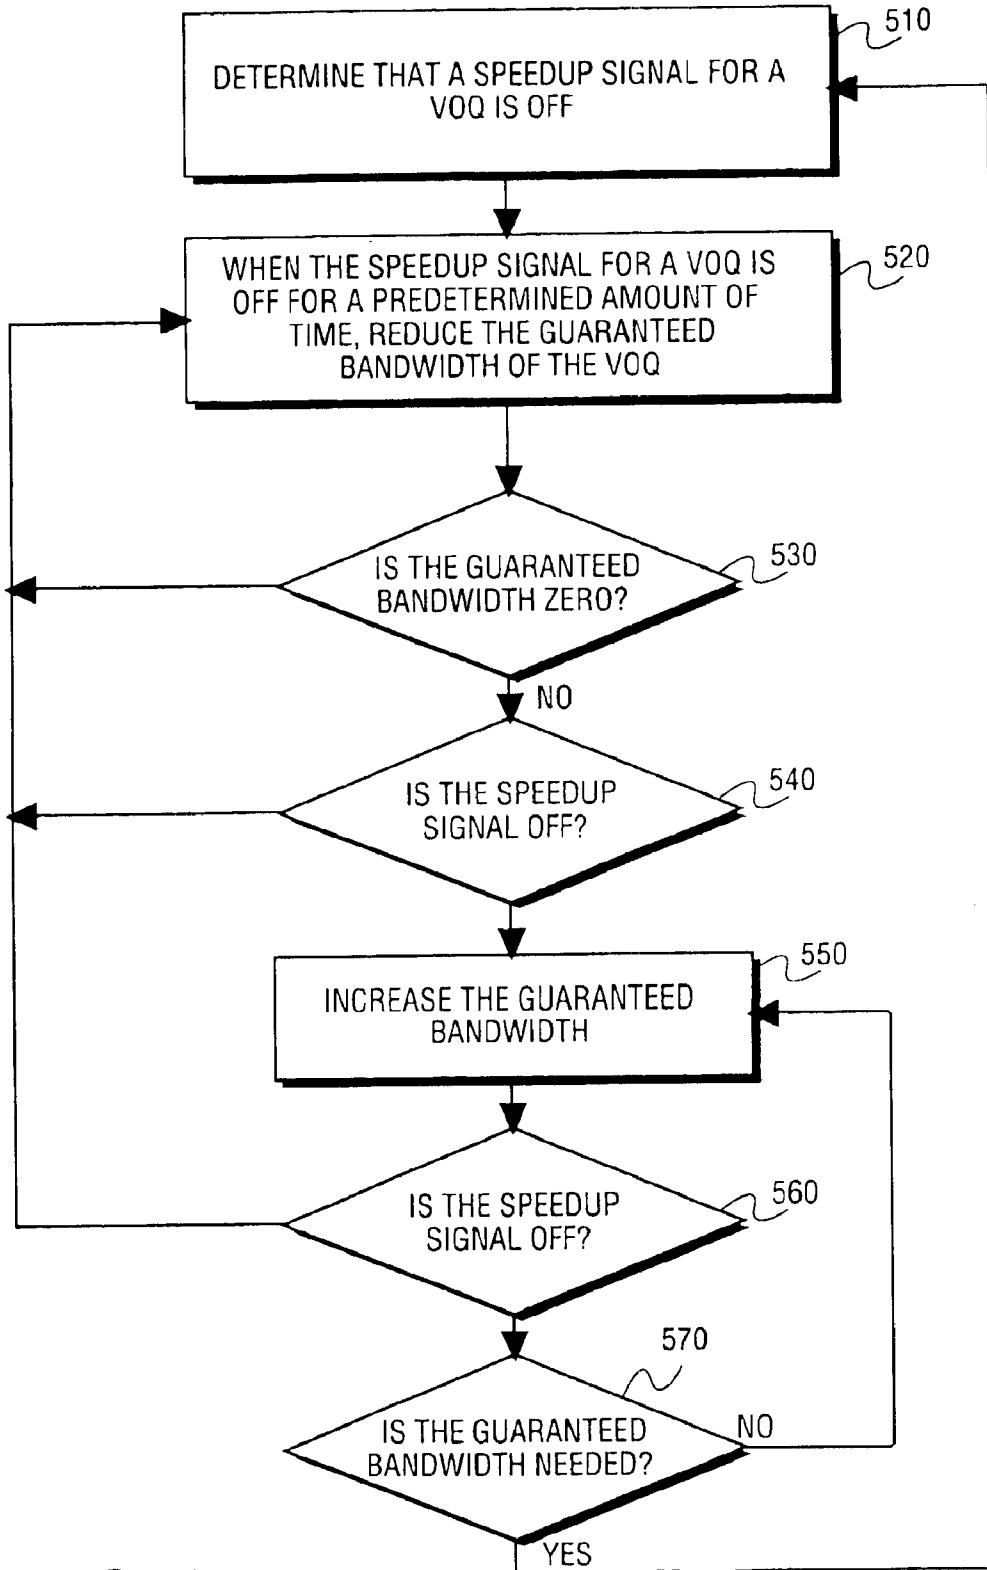 510
DETERMINE THAT A SPEEDUP SIGNAL FOR A
VOQ IS OFF
520
WHEN THE SPEEDUP SIGNAL FOR A VOQ IS
OFF FOR A PREDETERMINED AMOUNT OF
TIME, REDUCE THE GUARANTEED
BANDWIDTH OF THE VOQ
530
IS THE GUARANTEED
BANDWIDTH ZERO?
NO
540
IS THE SPEEDUP
SIGNAL OFF?
550
INCREASE THE GUARANTEED
BANDWIDTH
560
IS THE SPEEDUP
SIGNAL OFF?
570
IS THE GUARANTEED
BANDWIDTH NEEDED?
NO
YES